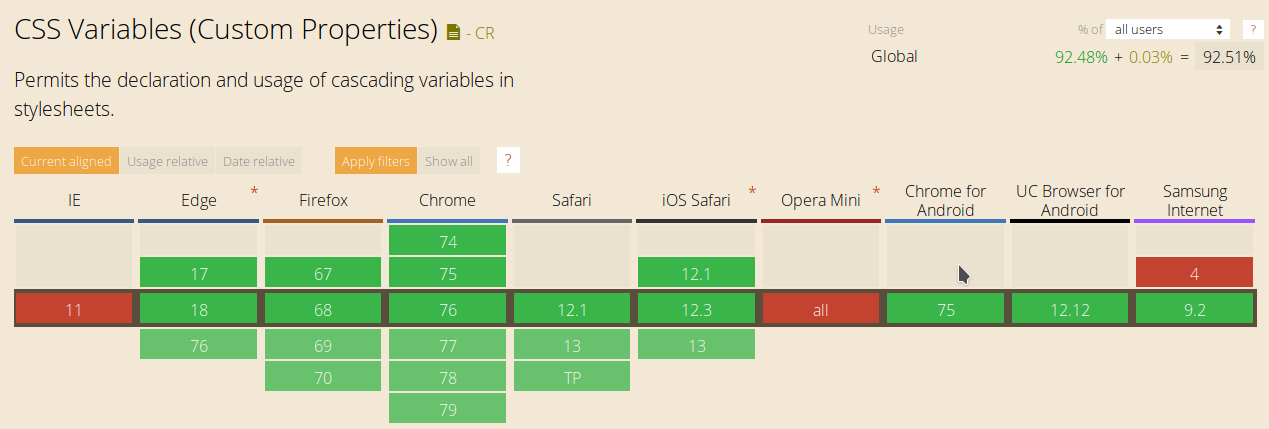 CSS Variables (Custom Properties) - CR
Usage % of all users ?
Global 92.48% + 0.03% = 92.51%
Permits the declaration and usage of cascading variables in
stylesheets.
Current aligned Usage relative Date relative Apply filters Show all ?
IE Edge * Firefox Chrome Safari iOS Safari * Opera Mini * Chrome for Android UC Browser for Android Samsung Internet
74
17 67 75 12.1 4
11 18 68 76 12.1 12.3 all 75 12.12 9.2
76 69 77 13 13
70 78 TP
79